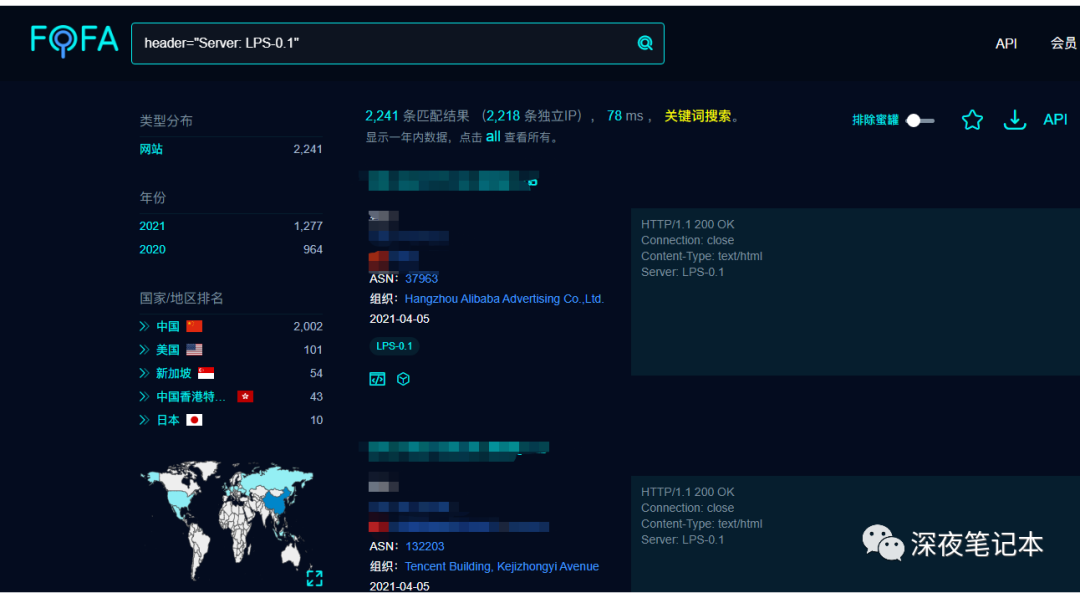 FOFA
header="Server: LPS-0.1"
API
会员
类型分布
网站 2,241
年份
2021 1,277
2020 964
国家/地区排名
中国 2,002
美国 101
新加坡 54
中国香港特... 43
日本 10
2,241 条匹配结果 （2,218 条独立IP），78 ms，关键词搜索。
显示一年内数据，点击 all 查看所有。
排除蜜罐
API
ASN：37963
组织：Hangzhou Alibaba Advertising Co.,Ltd.
2021-04-05
LPS-0.1
HTTP/1.1 200 OK
Connection: close
Content-Type: text/html
Server: LPS-0.1
ASN：132203
组织：Tencent Building, Kejizhongyi Avenue
2021-04-05
HTTP/1.1 200 OK
Connection: close
Content-Type: text/html
Server: LPS-0.1
深夜笔记本